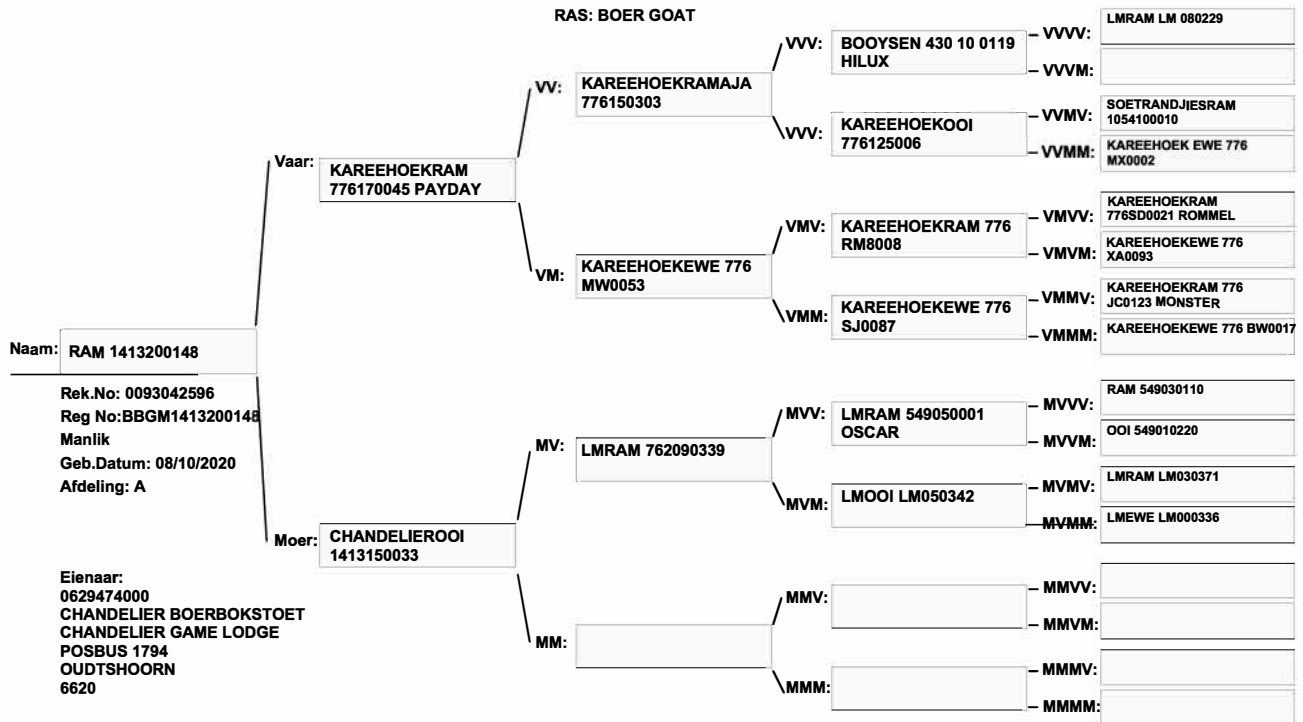 RAS: BOER GOAT
Naam: RAM 1413200148
Rek.No: 0093042596
Reg No:BBGM1413200148
Manlik
Geb.Datum: 08/10/2020
Afdeling: A
Eienaar:
0629474000
CHANDELIER BOERBOKSTOET
CHANDELIER GAME LODGE
POSBUS 1794
OUDTSHOORN
6620
Vaar: KAREEHOEKRAM
776170045 PAYDAY
Moer: CHANDELIEROOI
1413150033
VV: KAREEHOEKRAMAJA
776150303
VM: KAREEHOEKEWE 776
MW0053
MV: LMRAM 762090339
MM:
VVV: BOOYSEN 430 10 0119
HILUX
VVV: KAREEHOEKOOI
776125006
VMV: KAREEHOEKRAM 776
RM8008
VMM: KAREEHOEKEWE 776
SJ0087
MVV: LMRAM 549050001
OSCAR
MVM: LMOOI LM050342
MMV:
MMM:
VVVV: LMRAM LM 080229
VVVM:
VVMV: SOETRANDJIESRAM
1054100010
VVMM: KAREEHOEK EWE 776
MX0002
VMVV: KAREEHOEKRAM
776SD0021 ROMMEL
VMVM: KAREEHOEKEWE 776
XA0093
VMMV: KAREEHOEKRAM 776
JC0123 MONSTER
VMMM: KAREEHOEKEWE 776 BW0017
MVVV: RAM 549030110
MVVM: OOI 549010220
MVMV: LMRAM LM030371
MVMM: LMEWE LM000336
MMVV:
MMVM:
MMMV:
MMMM: